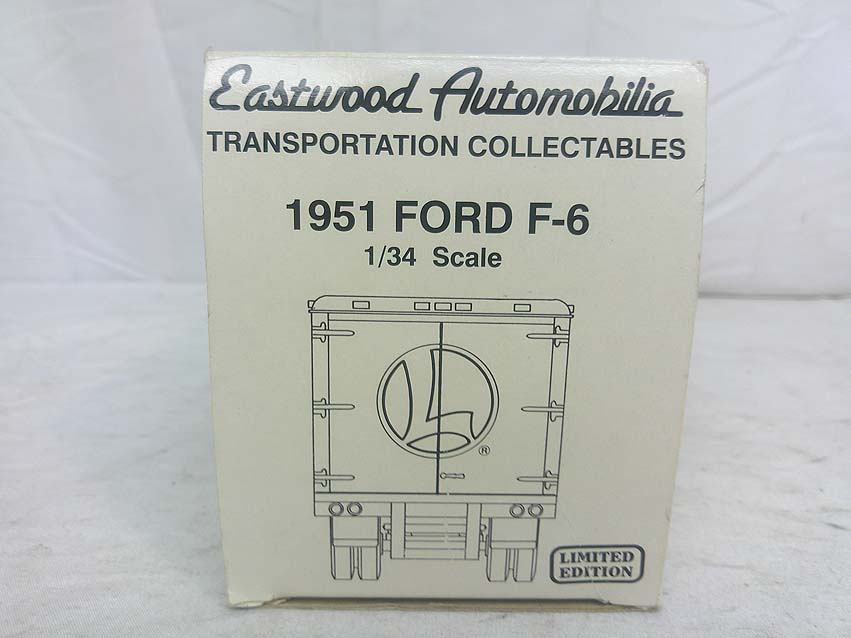 Eastwood Automobilia
TRANSPORTATION COLLECTABLES
1951 FORD F-6
1/34 Scale
L
®
LIMITED
EDITION